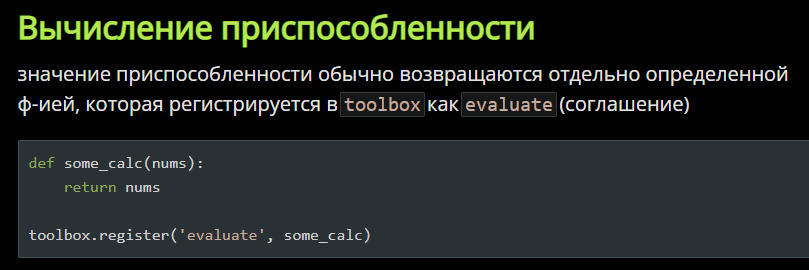 Вычисление приспособленности
значение приспособленности обычно возвращаются отдельно определенной
ф-ией, которая регистрируется в toolbox как evaluate (соглашение)
def some_calc(nums):
    return nums
toolbox.register('evaluate', some_calc)